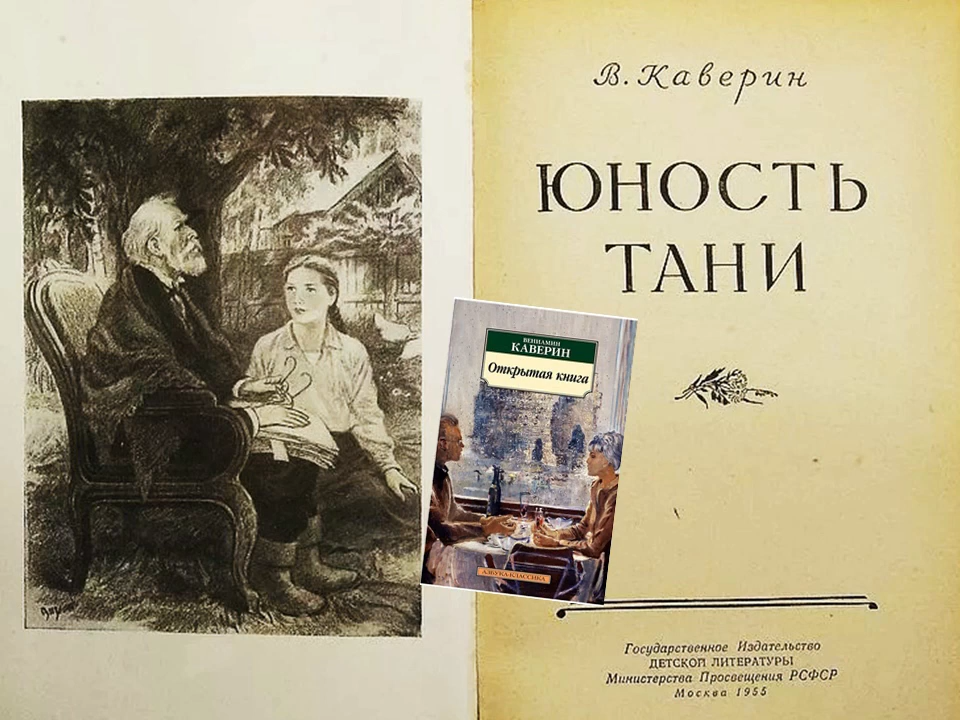 В. Каверин
ЮНОСТЬ
ТАНИ
ВЕНИАМИН
КАВЕРИН
Открытая книга
АЗБУКА-КЛАССИКА
Государственное Издательство
ДЕТСКОЙ ЛИТЕРАТУРЫ
Министерства Просвещения РСФСР
Москва 1955